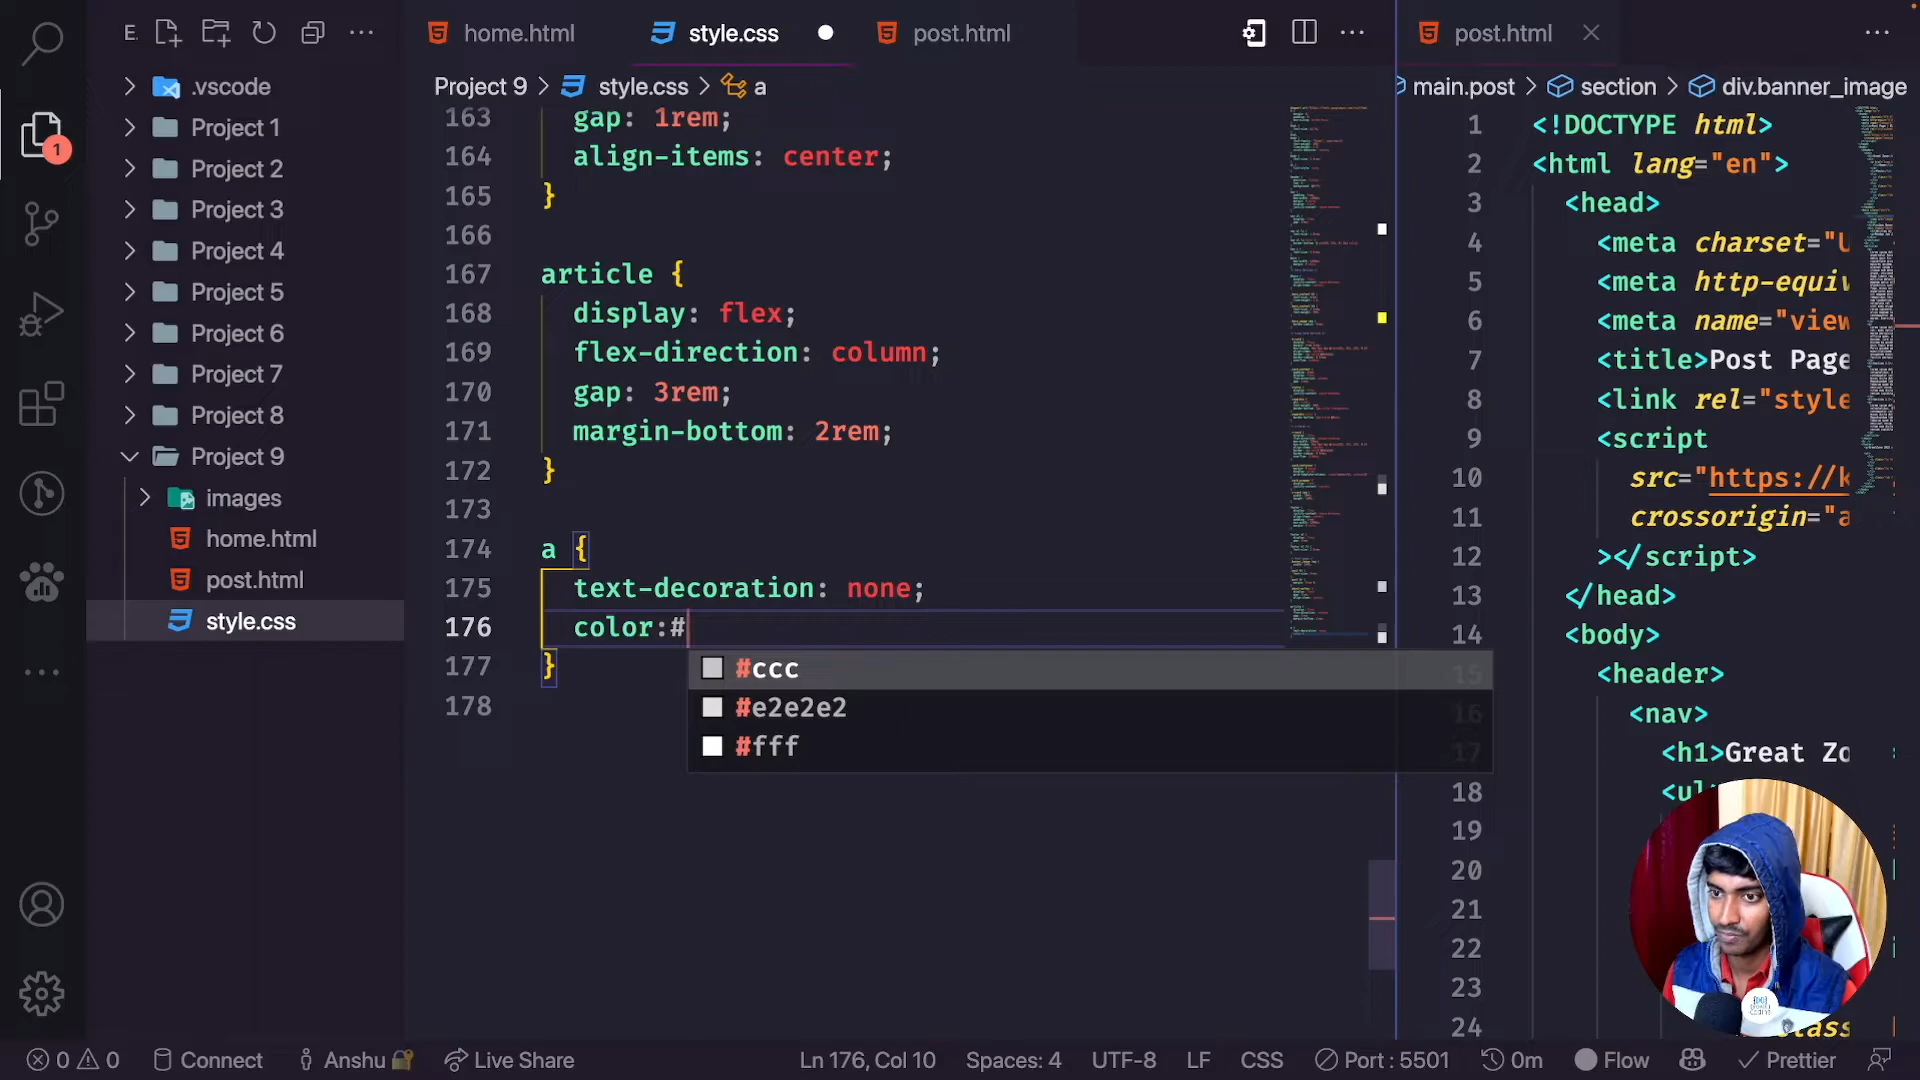 E.
home.html
style.css
post.html
post.html
.vscode
Project 1
Project 2
Project 3
Project 4
Project 5
Project 6
Project 7
Project 8
Project 9
images
home.html
post.html
style.css
1
Project 9 > style.css > a
163 gap: 1rem;
164 align-items: center;
165 }
166
167 article {
168 display: flex;
169 flex-direction: column;
170 gap: 3rem;
171 margin-bottom: 2rem;
172 }
173
174 a {
175 text-decoration: none;
176 color:#
177 }
178
#ccc
#e2e2e2
#fff
main.post > section > div.banner_image
1 <!DOCTYPE html>
2 <html lang="en">
3 <head>
4 <meta charset="U
5 <meta http-equiv
6 <meta name="view
7 <title>Post Page
8 <link rel="style
9 <script
10 src="https://k
11 crossorigin="a
12 ></script>
13 </head>
14 <body>
15 <header>
16 <nav>
17 <h1>Great Zo
18 <ul
19
20
21
22
23
24 class
0 0 Connect Anshu Live Share Ln 176, Col 10 Spaces: 4 UTF-8 LF CSS Port : 5501 0m Flow Prettier